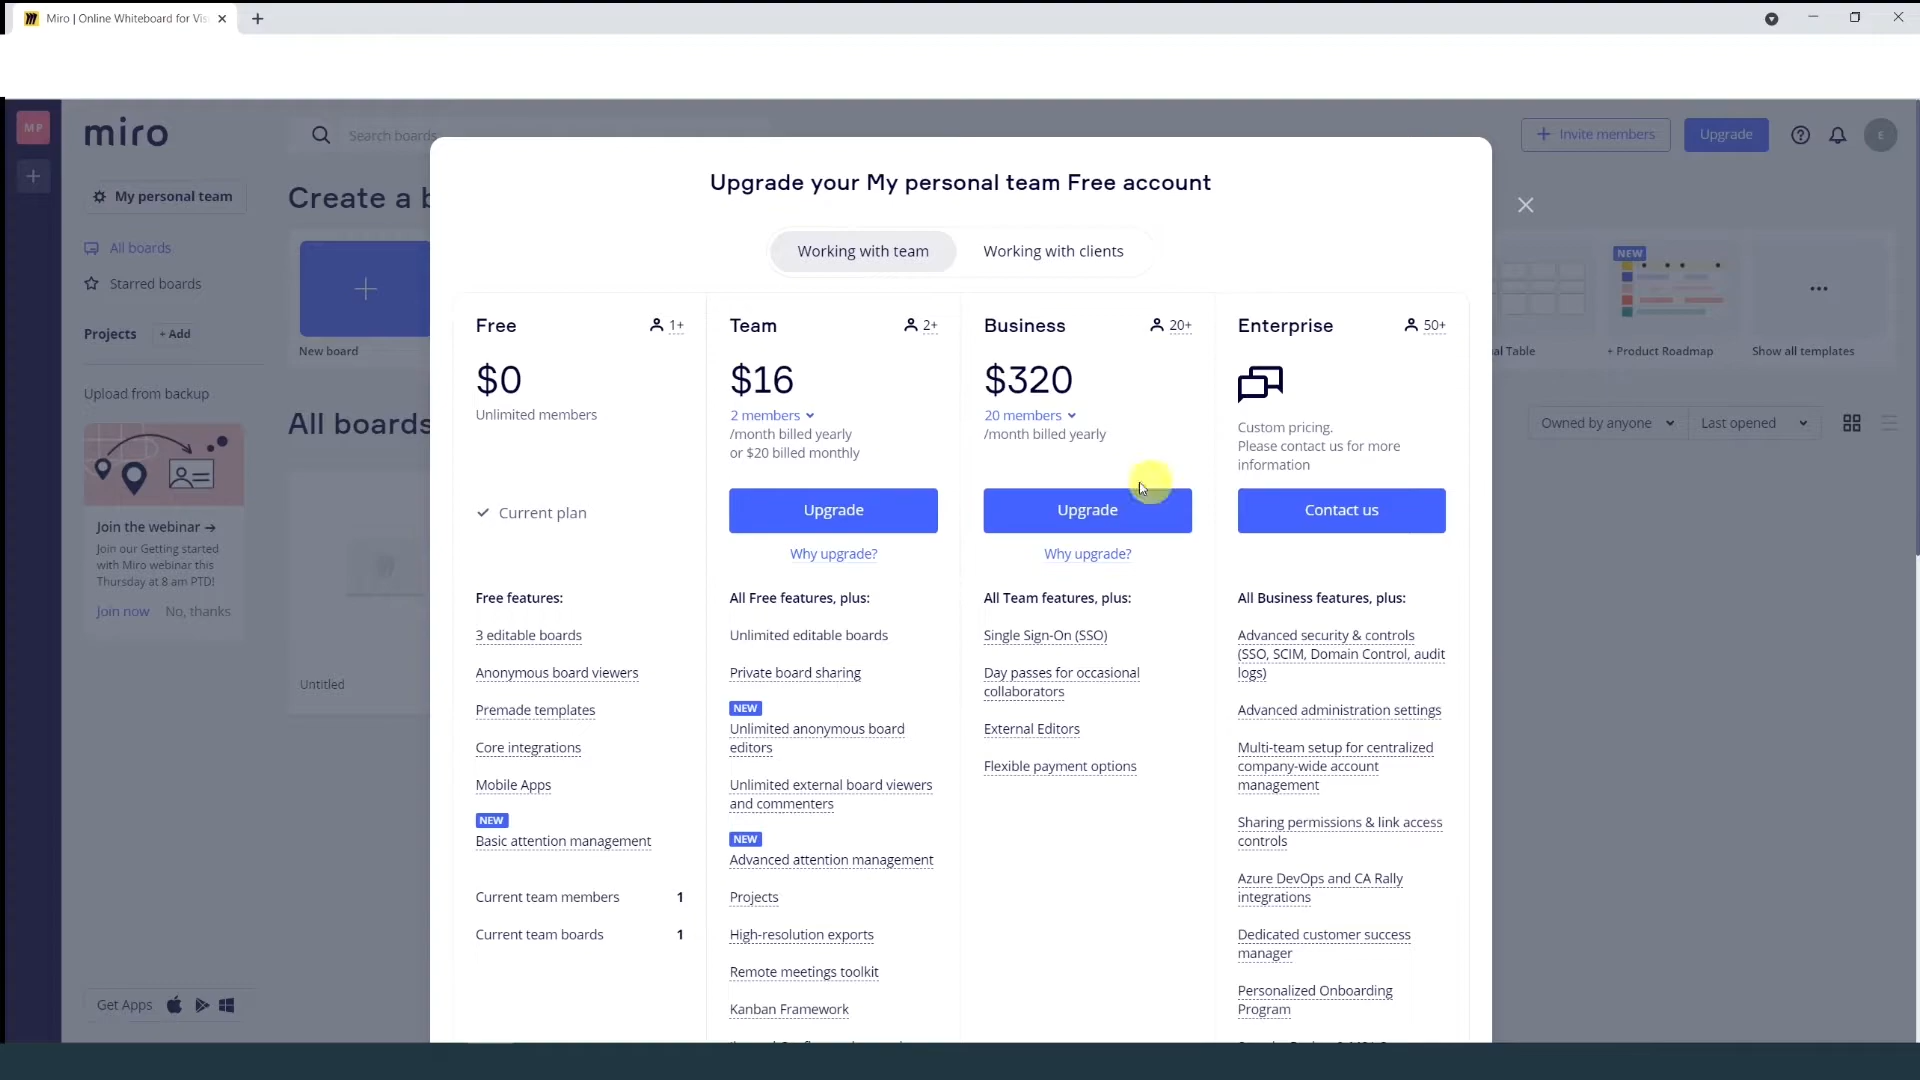 Miro | Online Whiteboard for Vis
MP
miro
Search boards
Invite members
Upgrade
E
My personal team
All boards
Starred boards
Projects
+ Add
Upload from backup
Join the webinar →
Join our Getting started
with Miro webinar this
Thursday at 8 am PTD!
Join now
No, thanks
Get Apps
Create a b
New board
All boards
Untitled
Upgrade your My personal team Free account
Working with team
Working with clients
Free
1+
$0
Unlimited members
Current plan
Free features:
3 editable boards
Anonymous board viewers
Premade templates
Core integrations
Mobile Apps
NEW
Basic attention management
Current team members 1
Current team boards 1
Team
2+
$16
2 members
/month billed yearly
or $20 billed monthly
Upgrade
Why upgrade?
All Free features, plus:
Unlimited editable boards
Private board sharing
NEW
Unlimited anonymous board
editors
Unlimited external board viewers
and commenters
NEW
Advanced attention management
Projects
High-resolution exports
Remote meetings toolkit
Kanban Framework
Business
20+
$320
20 members
/month billed yearly
Upgrade
Why upgrade?
All Team features, plus:
Single Sign-On (SSO)
Day passes for occasional
collaborators
External Editors
Flexible payment options
Enterprise
50+
Custom pricing.
Please contact us for more
information
Contact us
All Business features, plus:
Advanced security & controls
(SSO, SCIM, Domain Control, audit
logs)
Advanced administration settings
Multi-team setup for centralized
company-wide account
management
Sharing permissions & link access
controls
Azure DevOps and CA Rally
integrations
Dedicated customer success
manager
Personalized Onboarding
Program
NEW
al Table
+ Product Roadmap
Show all templates
Owned by anyone
Last opened